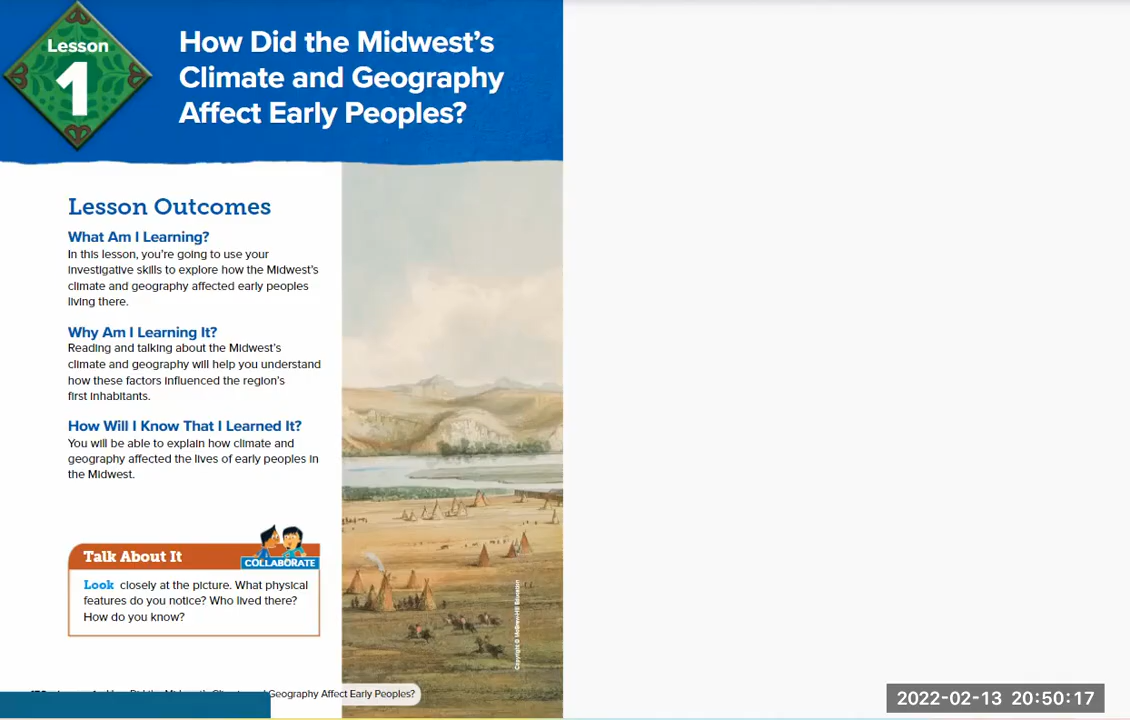 Lesson
1
How Did the Midwest's
Climate and Geography
Affect Early Peoples?
Lesson Outcomes
What Am I Learning?
In this lesson, you're going to use your
investigative skills to explore how the Midwest's
climate and geography affected early peoples
living there.
Why Am I Learning It?
Reading and talking about the Midwest's
climate and geography will help you understand
how these factors influenced the region's
first inhabitants.
How Will I Know That I Learned It?
You will be able to explain how climate and
geography affected the lives of early peoples in
the Midwest.
Talk About It
COLLABORATE
Look closely at the picture. What physical
features do you notice? Who lived there?
How do you know?
Copyright © McGraw-Hill Education
Geography Affect Early Peoples?
2022-02-13 20:50:17